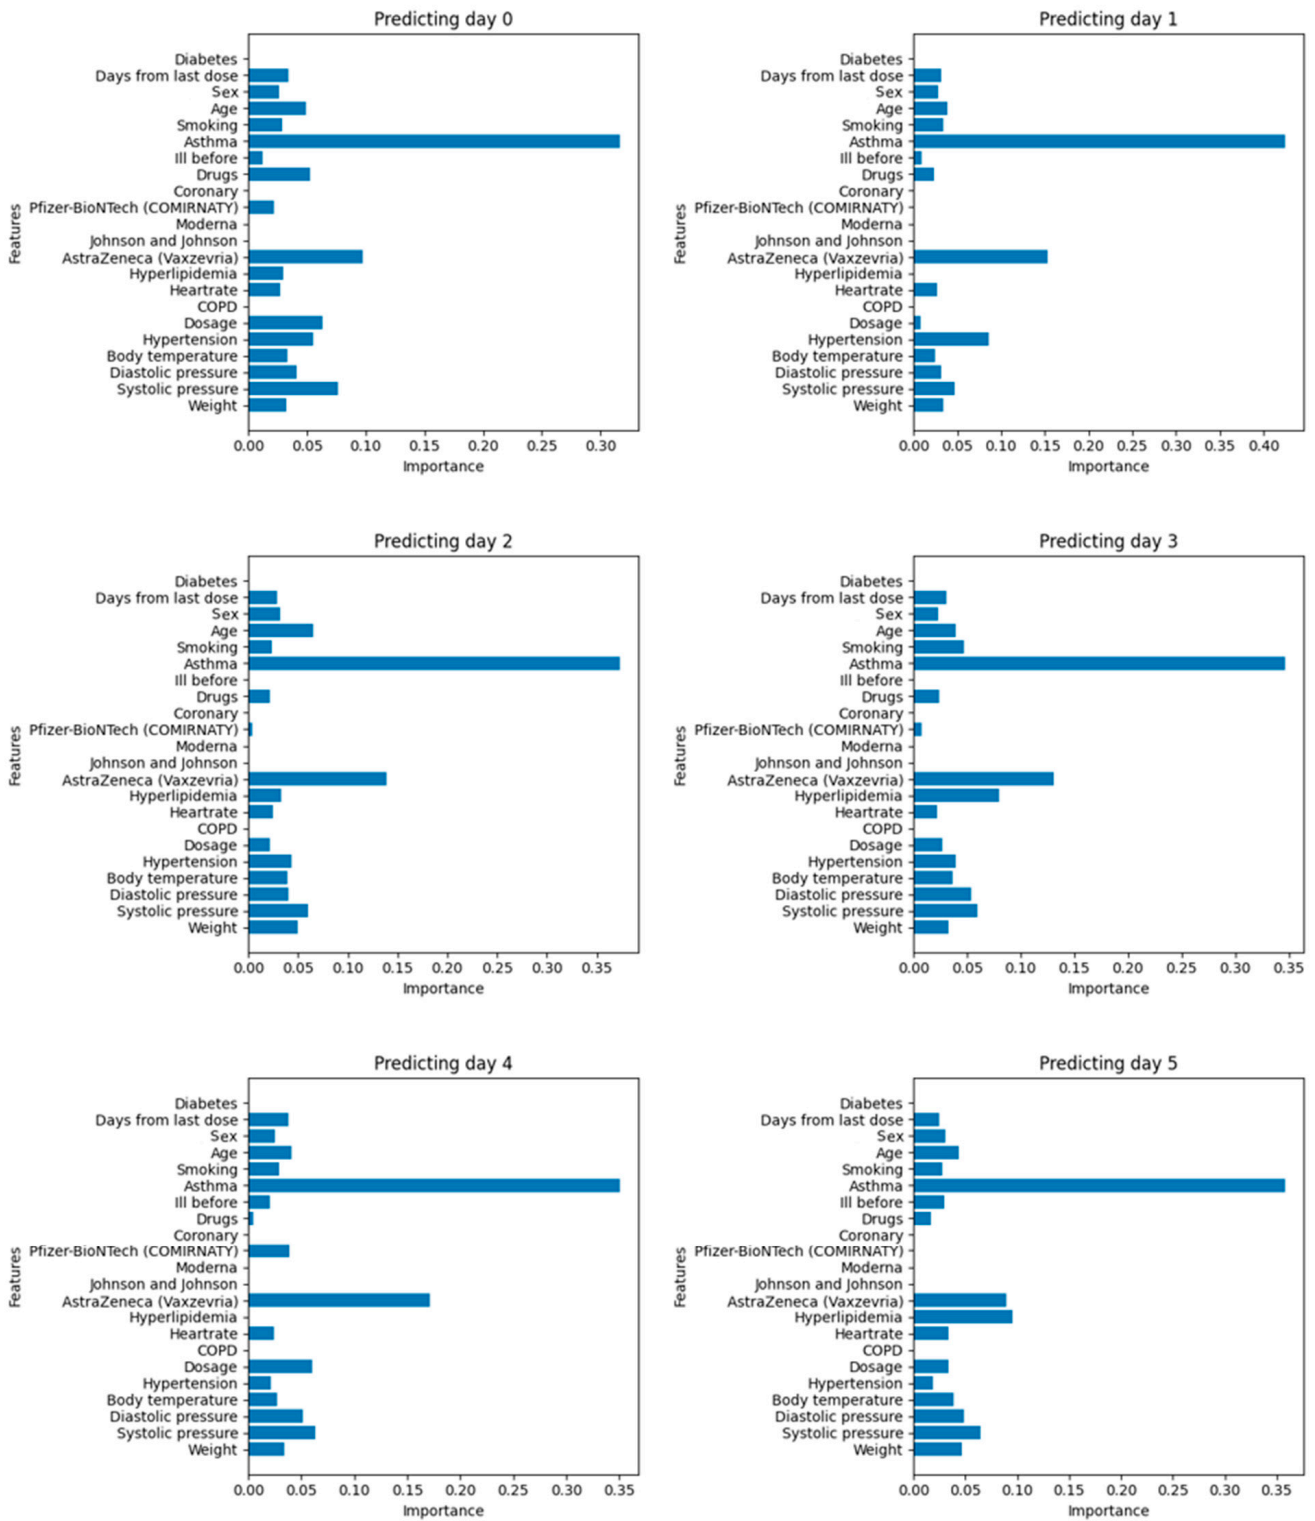 Predicting day 0
Features
Diabetes
Days from last dose
Sex
Age
Smoking
Asthma
Ill before
Drugs
Coronary
Pfizer-BioNTech (COMIRNATY)
Moderna
Johnson and Johnson
AstraZeneca (Vaxzevria)
Hyperlipidemia
Heartrate
COPD
Dosage
Hypertension
Body temperature
Diastolic pressure
Systolic pressure
Weight
0.00 0.05 0.10 0.15 0.20 0.25 0.30
Importance
Predicting day 1
Features
Diabetes
Days from last dose
Sex
Age
Smoking
Asthma
Ill before
Drugs
Coronary
Pfizer-BioNTech (COMIRNATY)
Moderna
Johnson and Johnson
AstraZeneca (Vaxzevria)
Hyperlipidemia
Heartrate
COPD
Dosage
Hypertension
Body temperature
Diastolic pressure
Systolic pressure
Weight
0.00 0.05 0.10 0.15 0.20 0.25 0.30 0.35 0.40
Importance
Predicting day 2
Features
Diabetes
Days from last dose
Sex
Age
Smoking
Asthma
Ill before
Drugs
Coronary
Pfizer-BioNTech (COMIRNATY)
Moderna
Johnson and Johnson
AstraZeneca (Vaxzevria)
Hyperlipidemia
Heartrate
COPD
Dosage
Hypertension
Body temperature
Diastolic pressure
Systolic pressure
Weight
0.00 0.05 0.10 0.15 0.20 0.25 0.30 0.35
Importance
Predicting day 3
Features
Diabetes
Days from last dose
Sex
Age
Smoking
Asthma
Ill before
Drugs
Coronary
Pfizer-BioNTech (COMIRNATY)
Moderna
Johnson and Johnson
AstraZeneca (Vaxzevria)
Hyperlipidemia
Heartrate
COPD
Dosage
Hypertension
Body temperature
Diastolic pressure
Systolic pressure
Weight
0.00 0.05 0.10 0.15 0.20 0.25 0.30 0.35
Importance
Predicting day 4
Features
Diabetes
Days from last dose
Sex
Age
Smoking
Asthma
Ill before
Drugs
Coronary
Pfizer-BioNTech (COMIRNATY)
Moderna
Johnson and Johnson
AstraZeneca (Vaxzevria)
Hyperlipidemia
Heartrate
COPD
Dosage
Hypertension
Body temperature
Diastolic pressure
Systolic pressure
Weight
0.00 0.05 0.10 0.15 0.20 0.25 0.30 0.35
Importance
Predicting day 5
Features
Diabetes
Days from last dose
Sex
Age
Smoking
Asthma
Ill before
Drugs
Coronary
Pfizer-BioNTech (COMIRNATY)
Moderna
Johnson and Johnson
AstraZeneca (Vaxzevria)
Hyperlipidemia
Heartrate
COPD
Dosage
Hypertension
Body temperature
Diastolic pressure
Systolic pressure
Weight
0.00 0.05 0.10 0.15 0.20 0.25 0.30 0.35
Importance